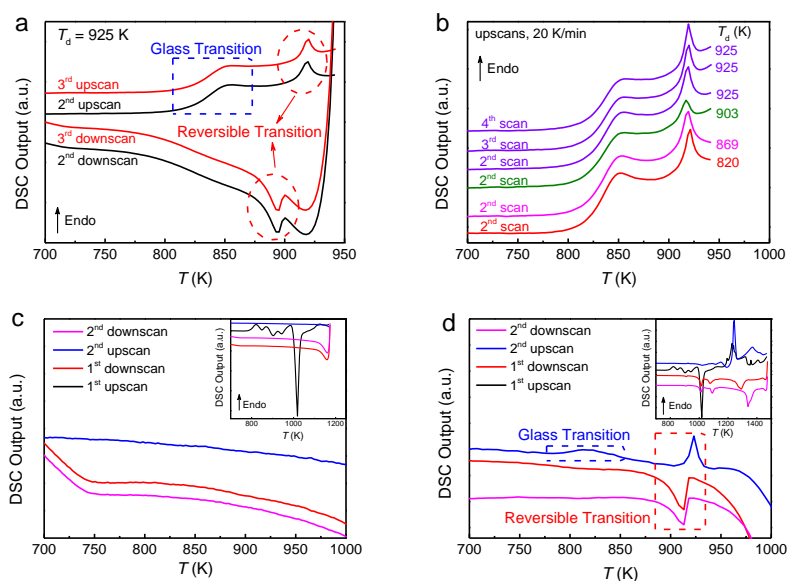 a
T_d = 925 K
Glass Transition
3rd upscan
2nd upscan
Reversible Transition
3rd downscan
2nd downscan
Endo
DSC Output (a.u.)
700 750 800 850 900 950
T (K)
b
upscans, 20 K/min
T_d
(K)
Endo
925
925
925
903
869
820
4th scan
3rd scan
2nd scan
2nd scan
2nd scan
2nd scan
DSC Output (a.u.)
700 750 800 850 900 950 1000
T (K)
c
2nd downscan
2nd upscan
1st downscan
1st upscan
DSC Output (a.u.)
Endo
800 1000 1200
T (K)
DSC Output (a.u.)
700 750 800 850 900 950 1000
T (K)
d
2nd downscan
2nd upscan
1st downscan
1st upscan
DSC Output (a.u.)
Endo
800 1000 1200 1400
T (K)
Glass Transition
Reversible Transition
DSC Output (a.u.)
700 750 800 850 900 950 1000
T (K)